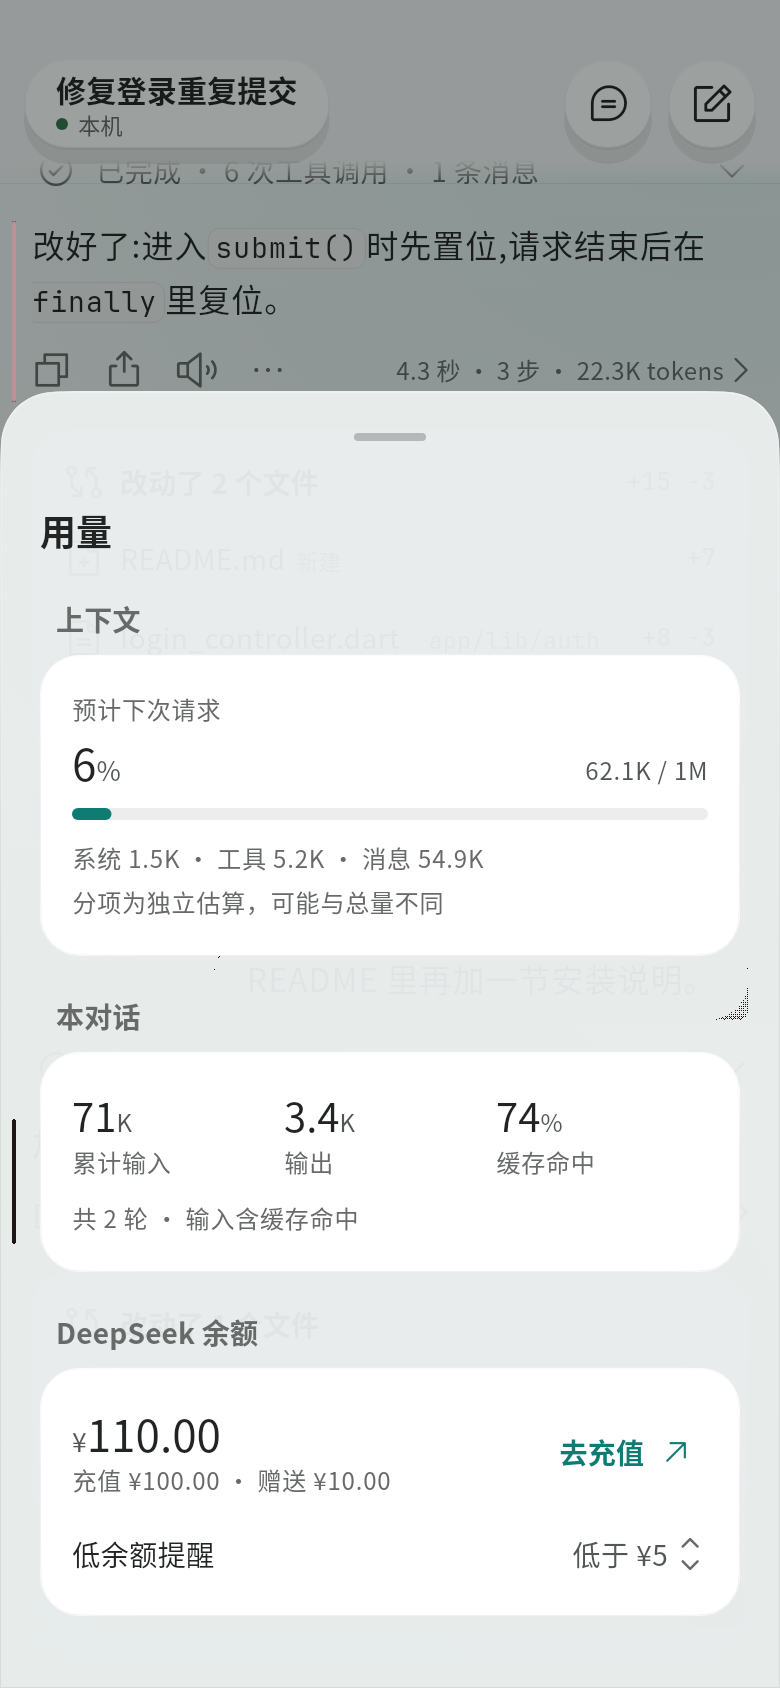 修复登录重复提交
本机
已完成 · 6 次工具调用 · 1 条消息
改好了:进入 submit() 时先置位,请求结束后在
finally 里复位。
4.3 秒 · 3 步 · 22.3K tokens
改动了 2 个文件 +15 -3
用量
README.md 新建 +7
上下文
login_controller.dart app/lib/auth +8 -3
预计下次请求
6% 62.1K / 1M
系统 1.5K · 工具 5.2K · 消息 54.9K
分项为独立估算，可能与总量不同
README 里再加一节安装说明。
本对话
71K 3.4K 74%
累计输入 输出 缓存命中
共 2 轮 · 输入含缓存命中
DeepSeek 余额
¥110.00
去充值
充值 ¥100.00 · 赠送 ¥10.00
低余额提醒 低于 ¥5